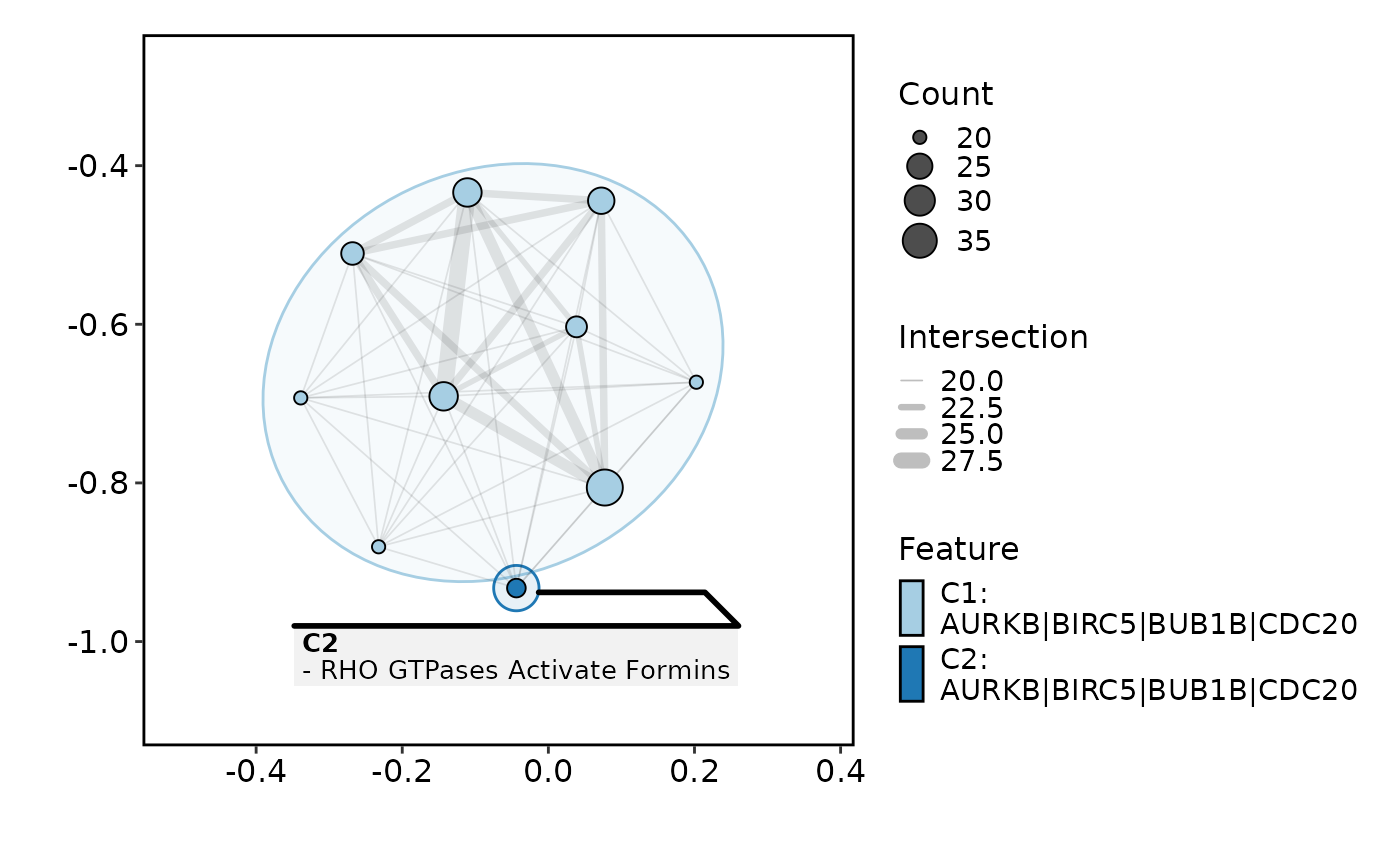 -0.4
-0.6
-0.8
-1.0
-0.4
-0.2
0.0
0.2
0.4
C2
- RHO GTPases Activate Formins
Count
20
25
30
35
Intersection
20.0
22.5
25.0
27.5
Feature
C1:
AURKB|BIRC5|BUB1B|CDC20
C2:
AURKB|BIRC5|BUB1B|CDC20